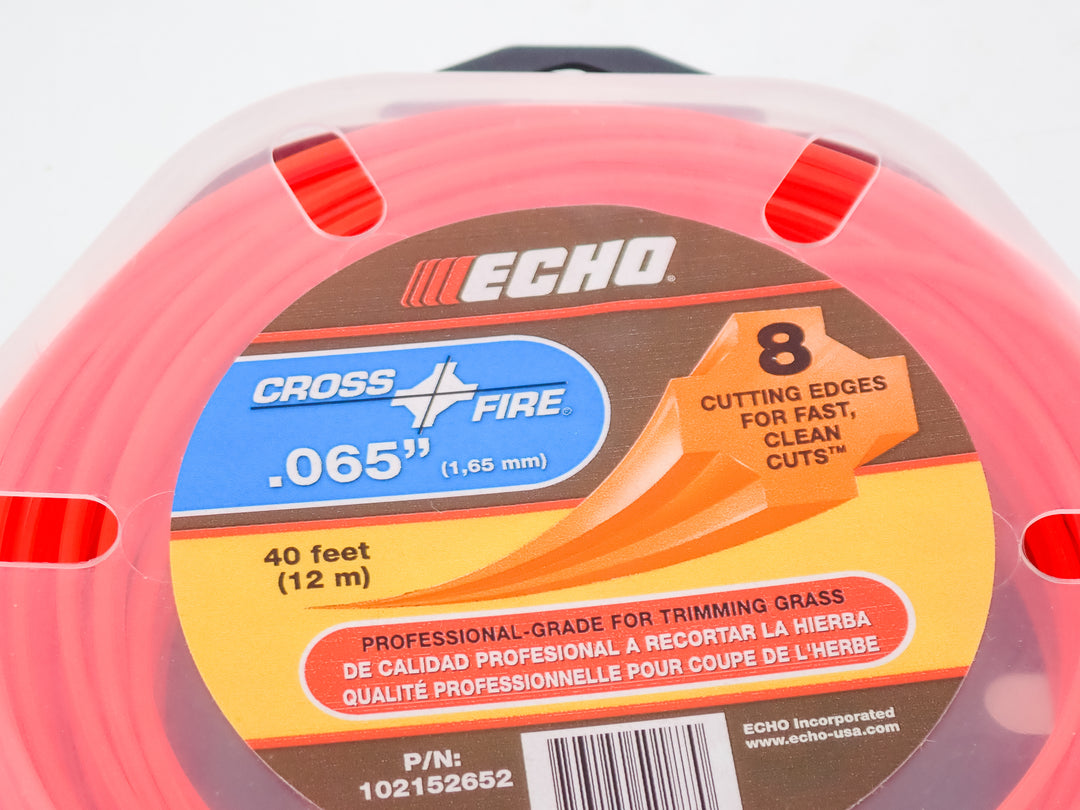 ECHO®
CROSS FIRE®
.065” (1,65 mm)
8
CUTTING EDGES
FOR FAST,
CLEAN
CUTS™
40 feet
(12 m)
PROFESSIONAL-GRADE FOR TRIMMING GRASS
DE CALIDAD PROFESIONAL A RECORTAR LA HIERBA
QUALITÉ PROFESSIONNELLE POUR COUPE DE L'HERBE
P/N:
102152652
ECHO Incorporated
www.echo-usa.com